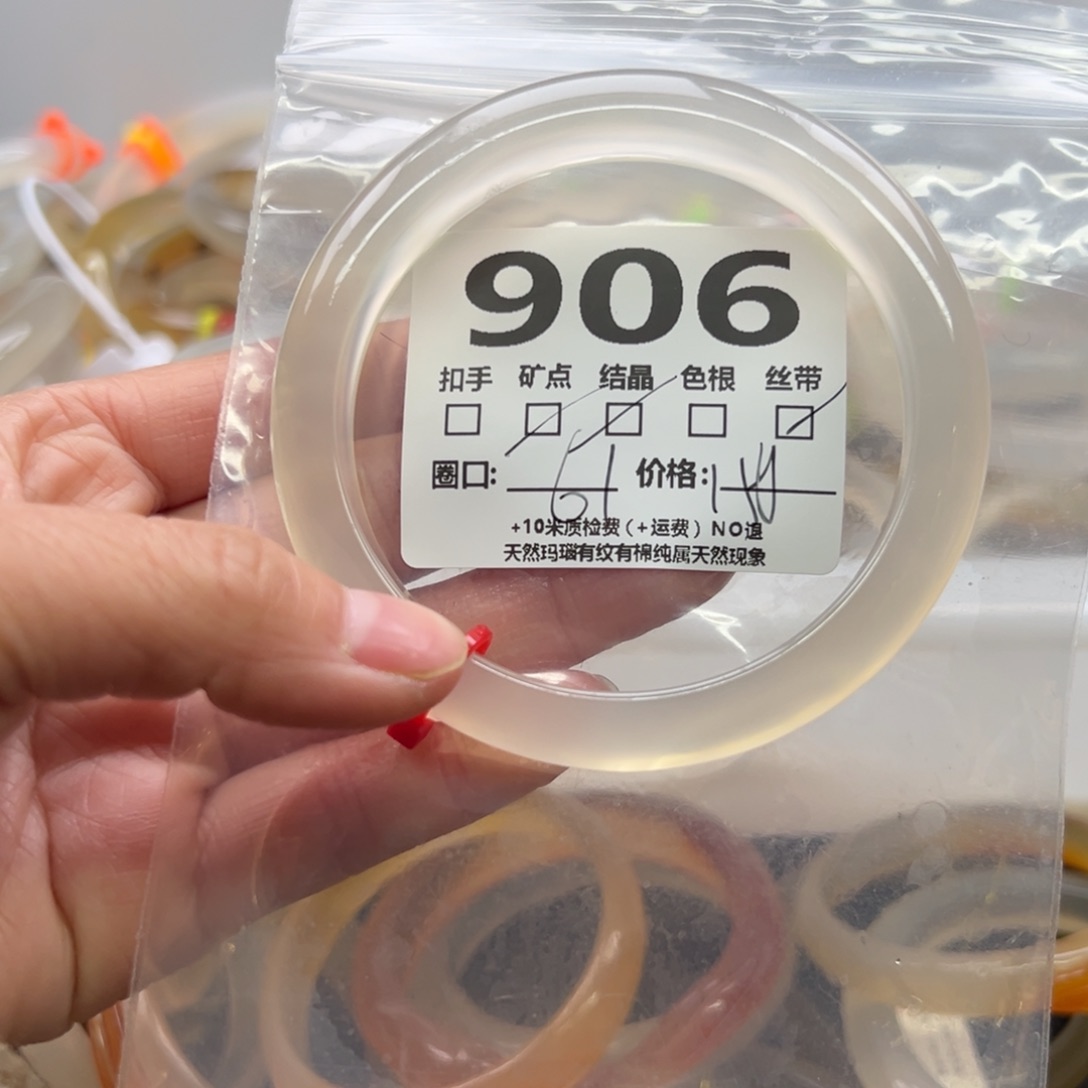 906
扣手 矿点 结晶 色根 丝带
圈口: 61 价格:
+10米质检费(+运费)NO退
天然玛瑙有纹有棉纯属天然现象